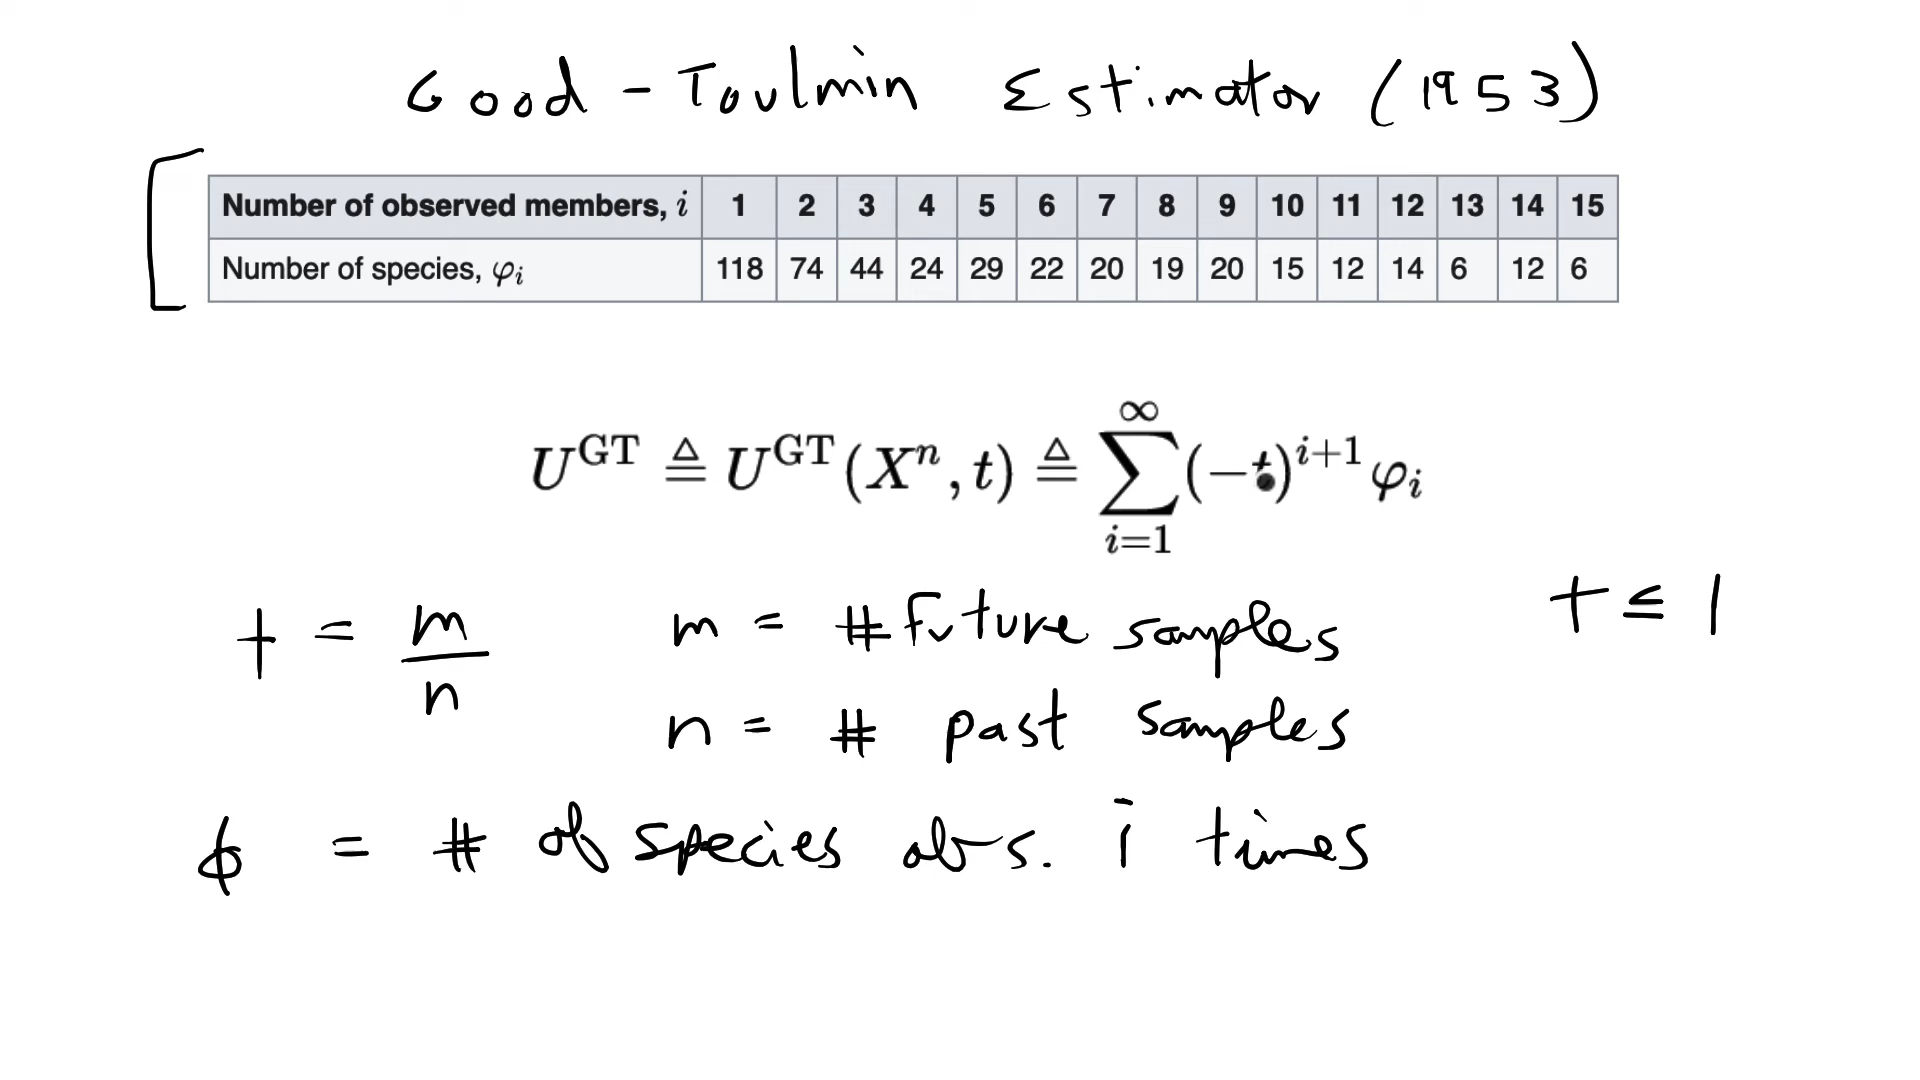 Good-Toulmin Estimator (1953)
Number of observed members, i 1 2 3 4 5 6 7 8 9 10 11 12 13 14 15
Number of species, φi 118 74 44 24 29 22 20 19 20 15 12 14 6 12 6
U^GT ≜ U^GT(X^n, t) ≜ ∑_{i=1}^{∞} (−t)^{i+1} φ_i
t = m/n m = # future samples t ≤ 1
n = # past samples
ϕ = # of species obs. i times